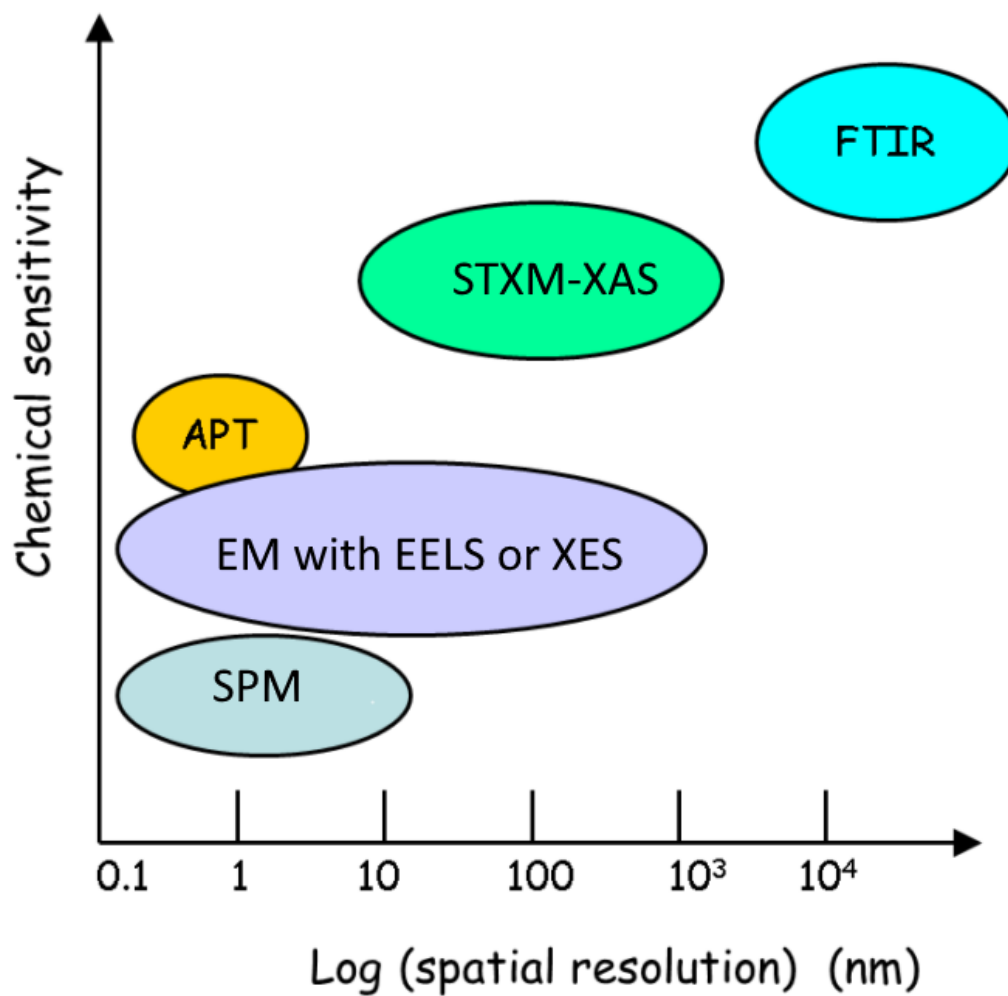 Chemical sensitivity
FTIR
STXM-XAS
APT
EM with EELS or XES
SPM
0.1 1 10 100 10³ 10⁴
Log (spatial resolution) (nm)